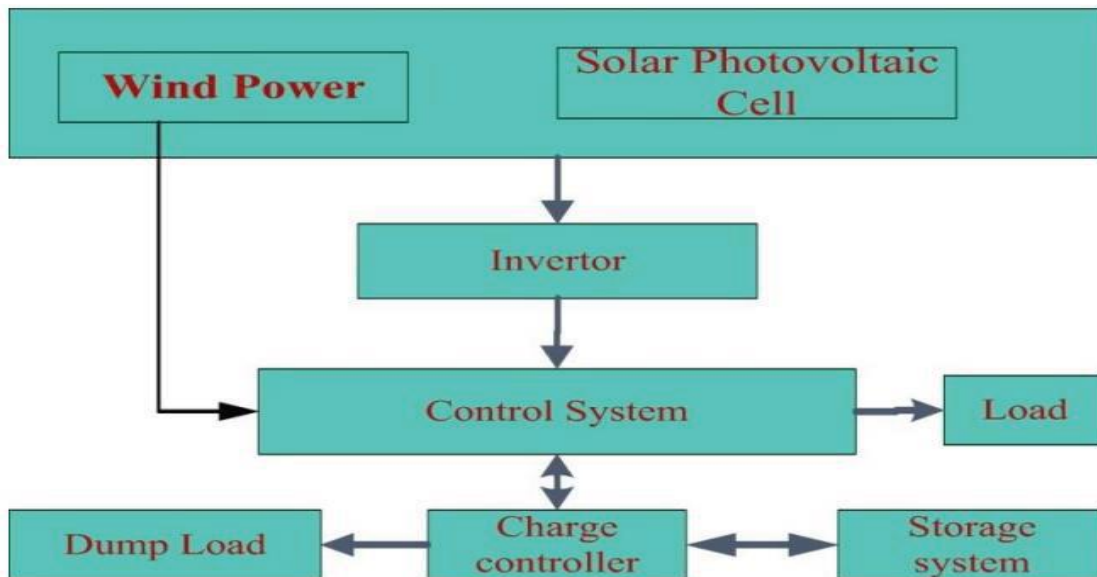 Wind Power
Solar Photovoltaic
Cell
Invertor
Control System
Load
Dump Load
Charge
controller
Storage
system